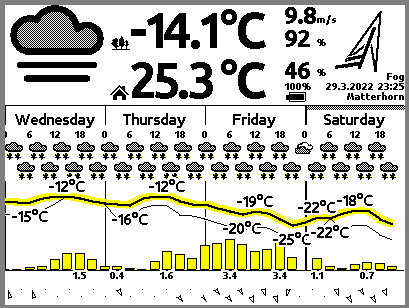 -14.1°C 9.8m/s
92 %
25.3°C 46 %
100%
Fog
29.3.2022 23:25
Matterhorn
Wednesday Thursday Friday Saturday
0 6 12 18 0 6 12 18 0 6 12 18 0 6 12 18
-12°C -12°C -19°C -22°C -18°C
-15°C -16°C -20°C -25°C -22°C
1.5 0.4 1.6 3.4 3.4 1.1 0.7